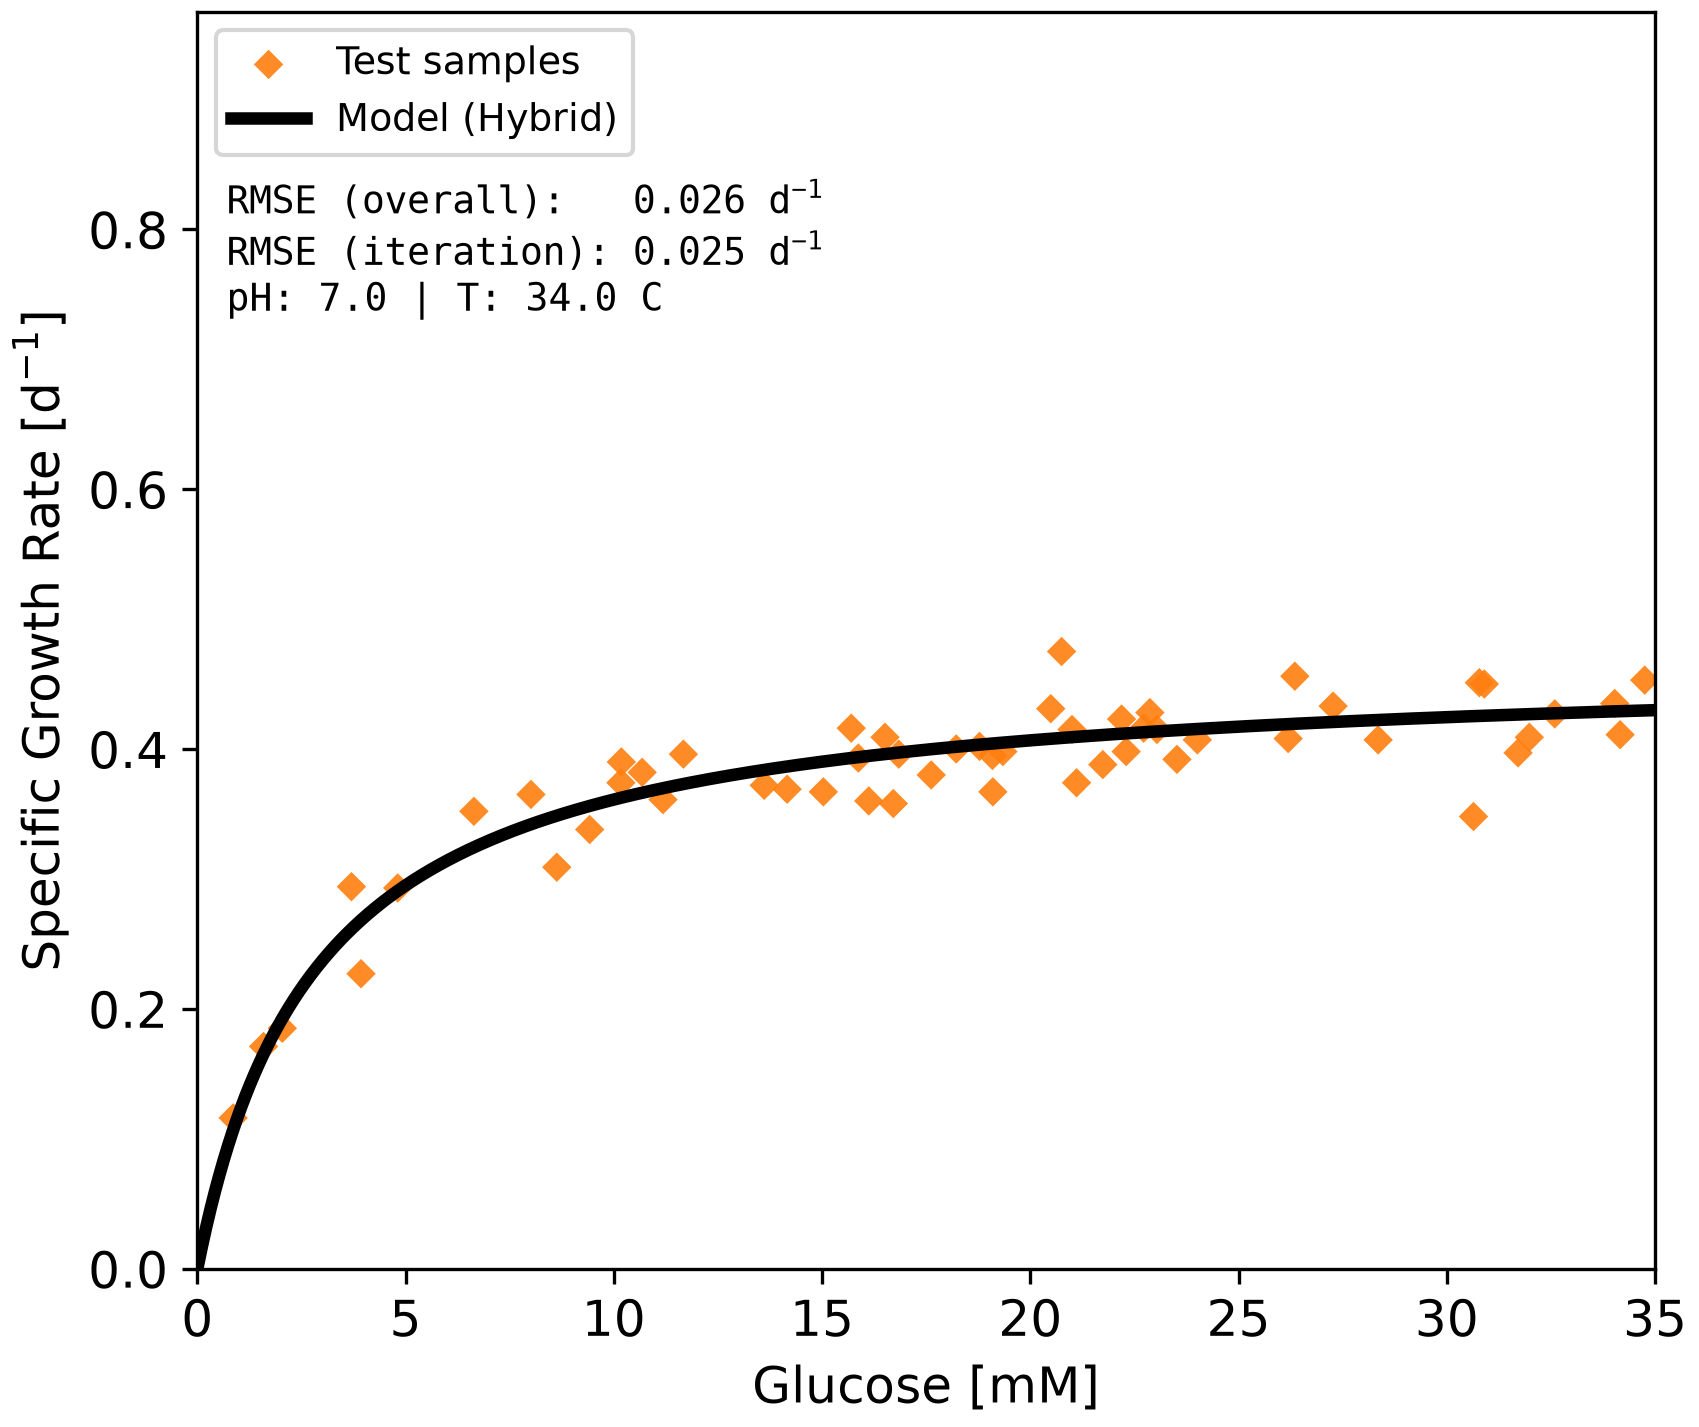 Test samples
Model (Hybrid)
RMSE (overall):   0.026 d⁻¹
RMSE (iteration): 0.025 d⁻¹
pH: 7.0 | T: 34.0 C
Specific Growth Rate [d⁻¹]
0.8
0.6
0.4
0.2
0.0
0 5 10 15 20 25 30 35
Glucose [mM]